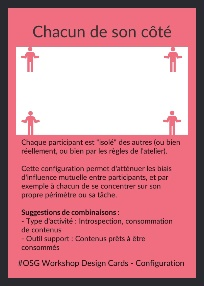 Chacun de son côté
Chaque participant est "isolé" des autres (ou bien
réellement, ou bien par les règles de l'atelier).
Cette configuration permet d'atténuer les biais
d'influence mutuelle entre participants, et par
exemple à chacun de se concentrer sur son
propre périmètre ou sa tâche.
Suggestions de combinaisons :
- Type d'activité : Introspection, consommation
de contenus
- Outil support : Contenus prêts à être
consommés
#OSG Workshop Design Cards - Configuration